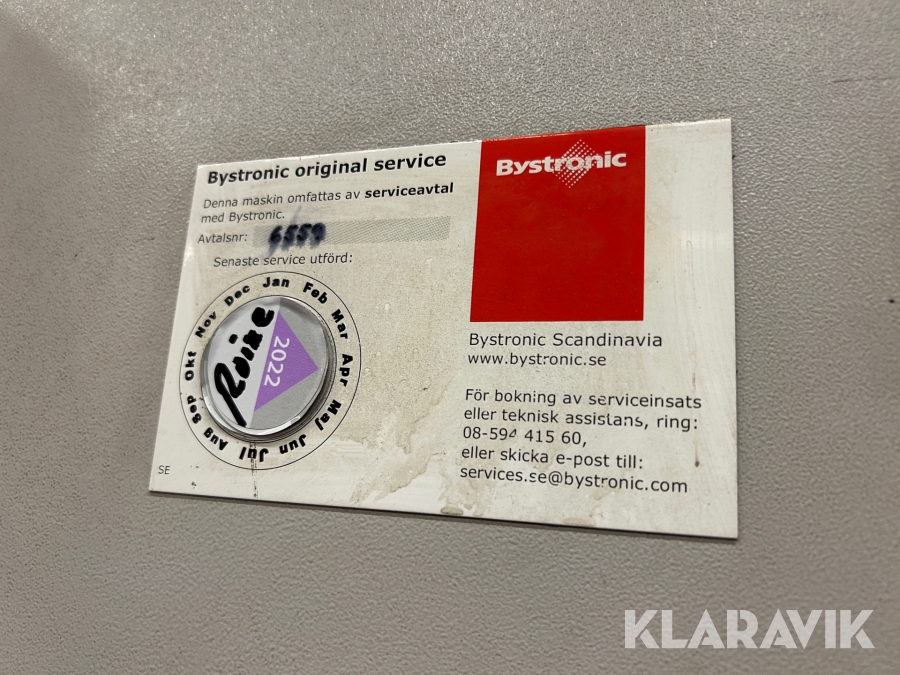 Bystronic original service
Denna maskin omfattas av serviceavtal
med Bystronic.
Avtalsnr: 6559
Senaste service utförd:
Jan Feb Mar Apr Maj Jun Jul Aug Sep Okt Nov Dec
2022
SE
Bystronic
Bystronic Scandinavia
www.bystronic.se
För bokning av serviceinsats
eller teknisk assistans, ring:
08-594 415 60,
eller skicka e-post till:
services.se@bystronic.com
KLARAVIK